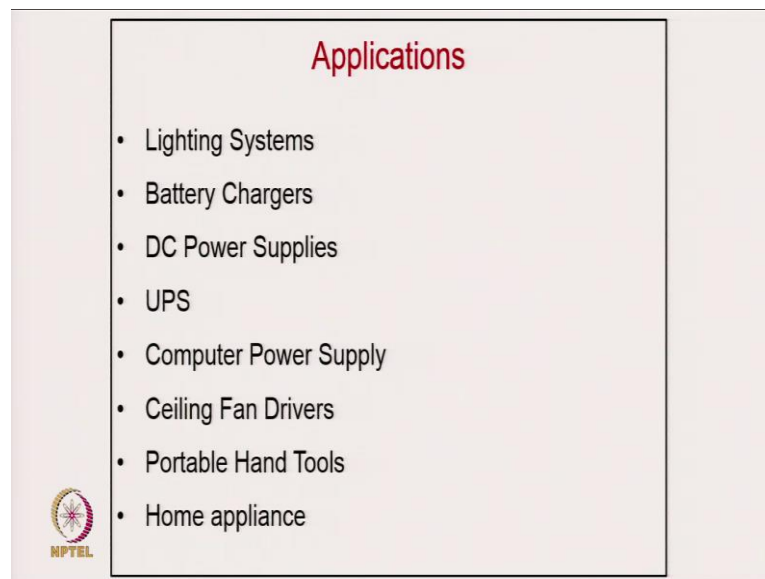 Applications
• Lighting Systems
• Battery Chargers
• DC Power Supplies
• UPS
• Computer Power Supply
• Ceiling Fan Drivers
• Portable Hand Tools
• Home appliance
NPTEL